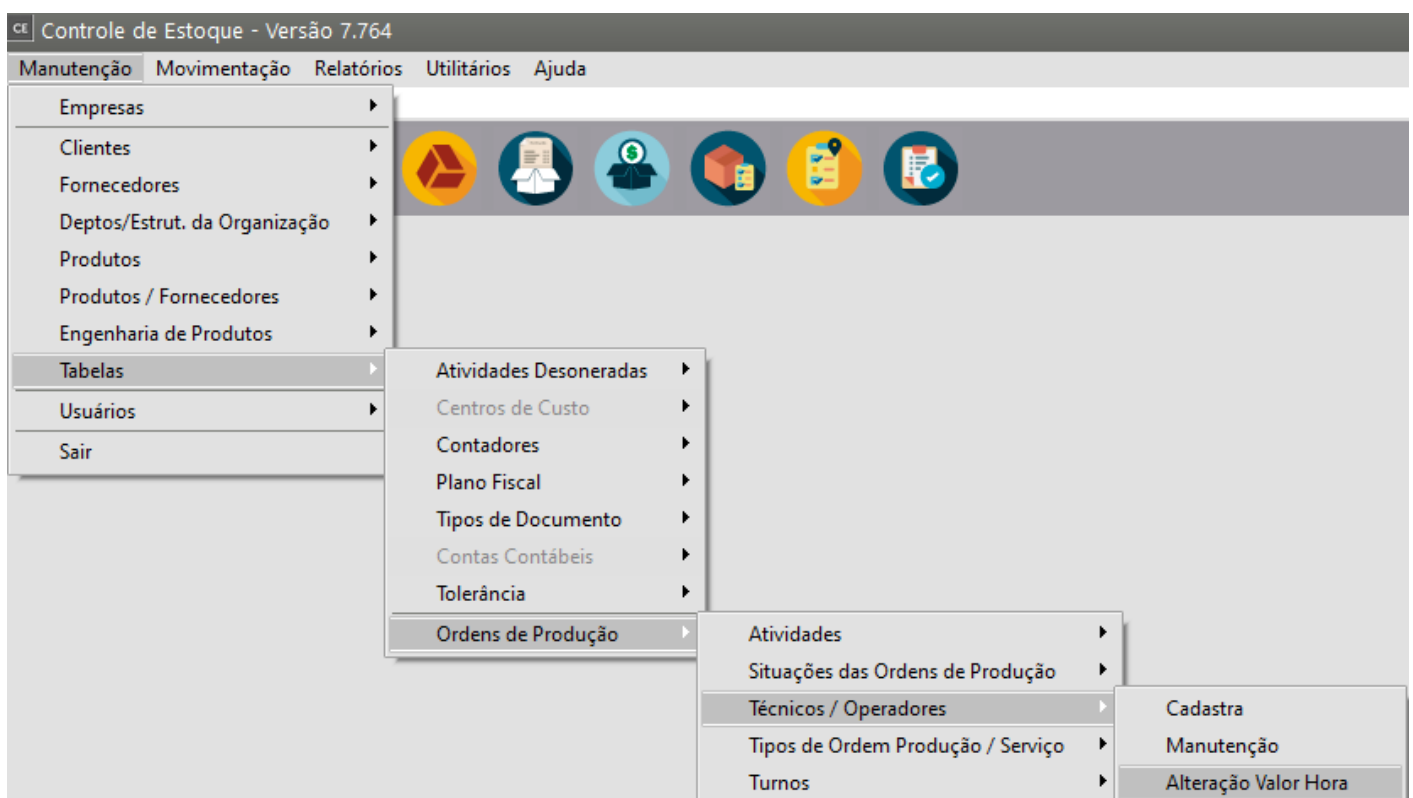 CE Controle de Estoque - Versão 7.764
Manutenção Movimentação Relatórios Utilitários Ajuda
Empresas
Clientes
Fornecedores
Deptos/Estrut. da Organização
Produtos
Produtos / Fornecedores
Engenharia de Produtos
Tabelas
Usuários
Sair
Atividades Desoneradas
Centros de Custo
Contadores
Plano Fiscal
Tipos de Documento
Contas Contábeis
Tolerância
Ordens de Produção
Atividades
Situações das Ordens de Produção
Técnicos / Operadores
Tipos de Ordem Produção / Serviço
Turnos
Cadastra
Manutenção
Alteração Valor Hora